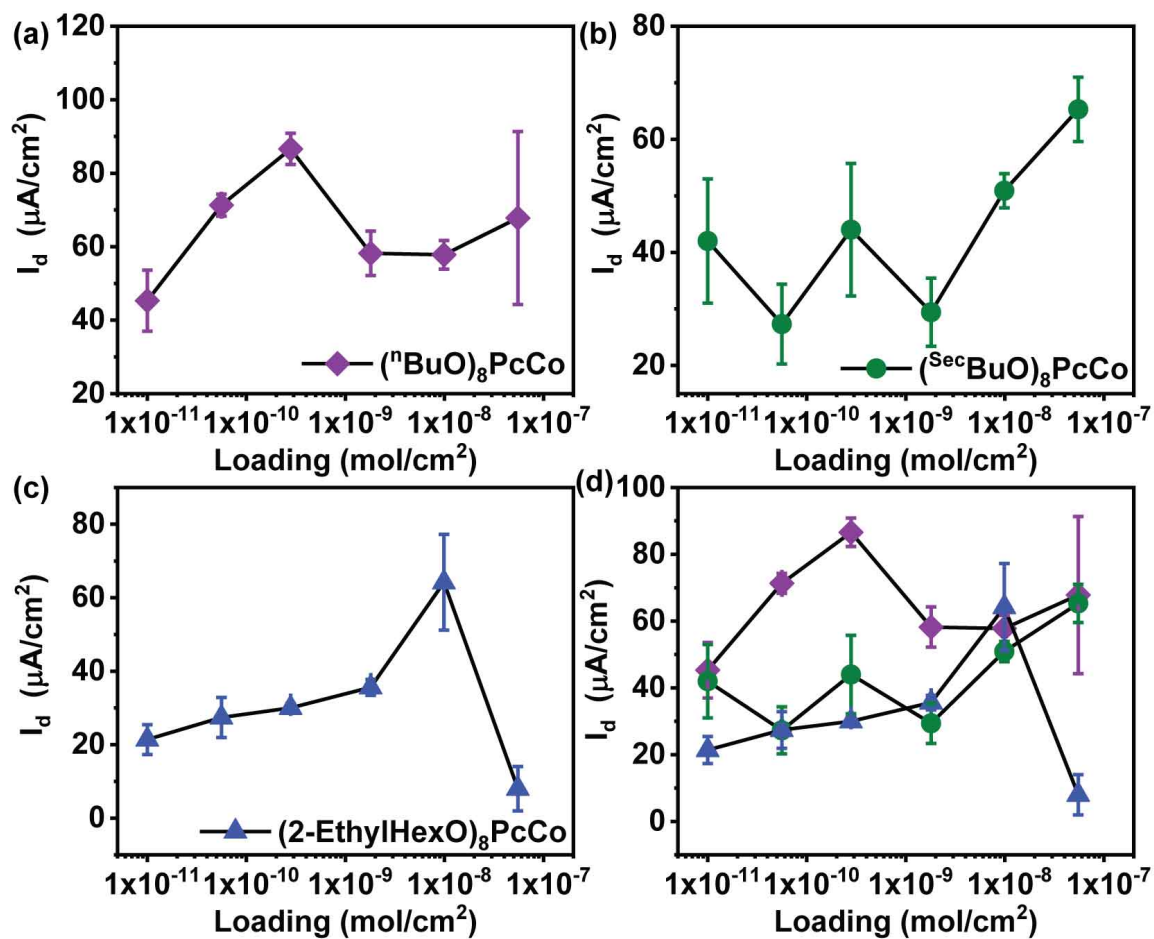 (a)
120
100
80
60
40
20
I_d (μA/cm²)
(ⁿBuO)₈PcCo
1x10⁻¹¹ 1x10⁻¹⁰ 1x10⁻⁹ 1x10⁻⁸ 1x10⁻⁷
Loading (mol/cm²)
(b)
80
60
40
20
I_d (μA/cm²)
(ˢᵉᶜBuO)₈PcCo
1x10⁻¹¹ 1x10⁻¹⁰ 1x10⁻⁹ 1x10⁻⁸ 1x10⁻⁷
Loading (mol/cm²)
(c)
80
60
40
20
0
I_d (μA/cm²)
(2-EthylHexO)₈PcCo
1x10⁻¹¹ 1x10⁻¹⁰ 1x10⁻⁹ 1x10⁻⁸ 1x10⁻⁷
Loading (mol/cm²)
(d)
100
80
60
40
20
0
I_d (μA/cm²)
1x10⁻¹¹ 1x10⁻¹⁰ 1x10⁻⁹ 1x10⁻⁸ 1x10⁻⁷
Loading (mol/cm²)